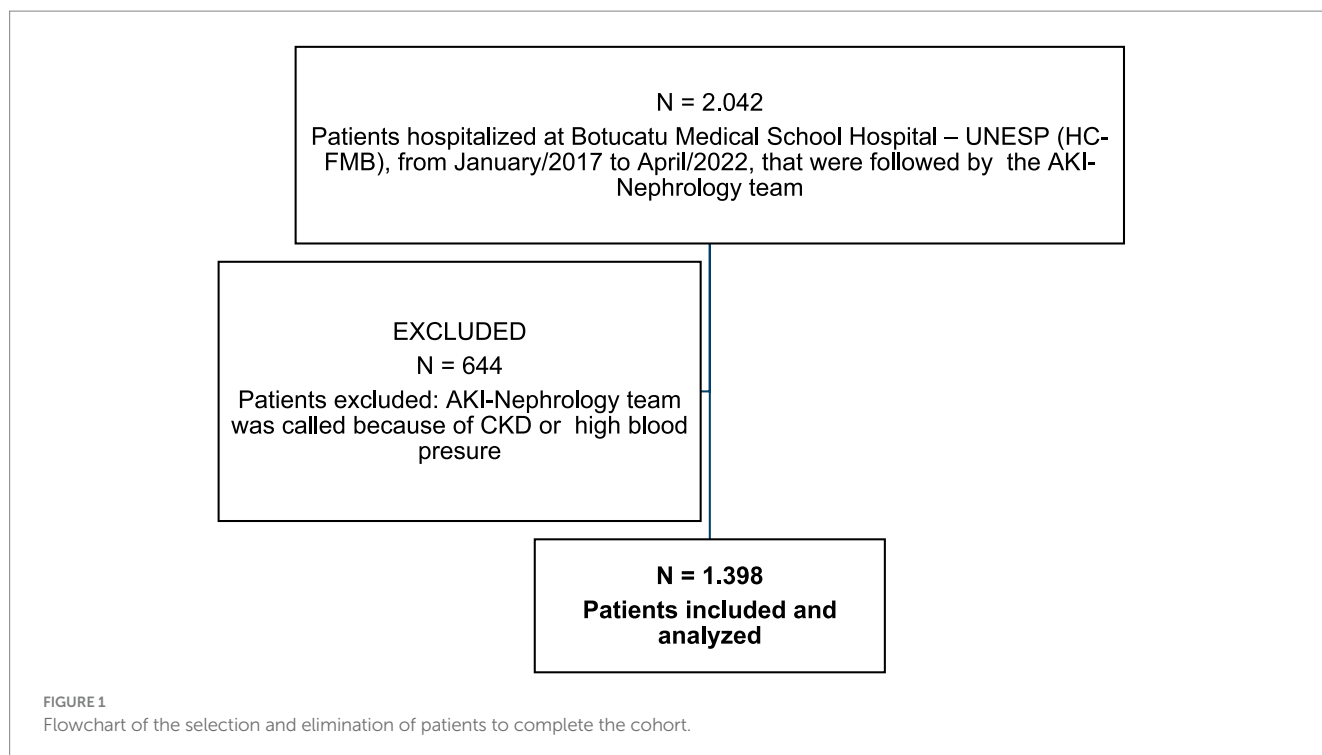 N = 2.042
Patients hospitalized at Botucatu Medical School Hospital – UNESP (HC-
FMB), from January/2017 to April/2022, that were followed by the AKI-
Nephrology team
EXCLUDED
N = 644
Patients excluded: AKI-Nephrology team
was called because of CKD or high blood
presure
N = 1.398
Patients included and
analyzed
FIGURE 1
Flowchart of the selection and elimination of patients to complete the cohort.